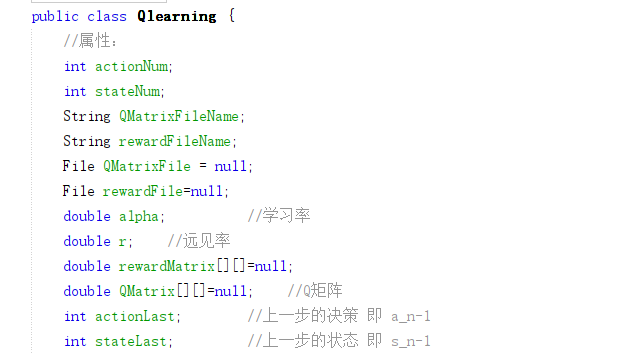 public class Qlearning {
//属性:
int actionNum;
int stateNum;
String QMatrixFileName;
String rewardFileName;
File QMatrixFile = null;
File rewardFile=null;
double alpha; //学习率
double r; //远见率
double rewardMatrix[][]=null;
double QMatrix[][]=null; //Q矩阵
int actionLast; //上一步的决策 即 a_n-1
int stateLast; //上一步的状态 即 s_n-1